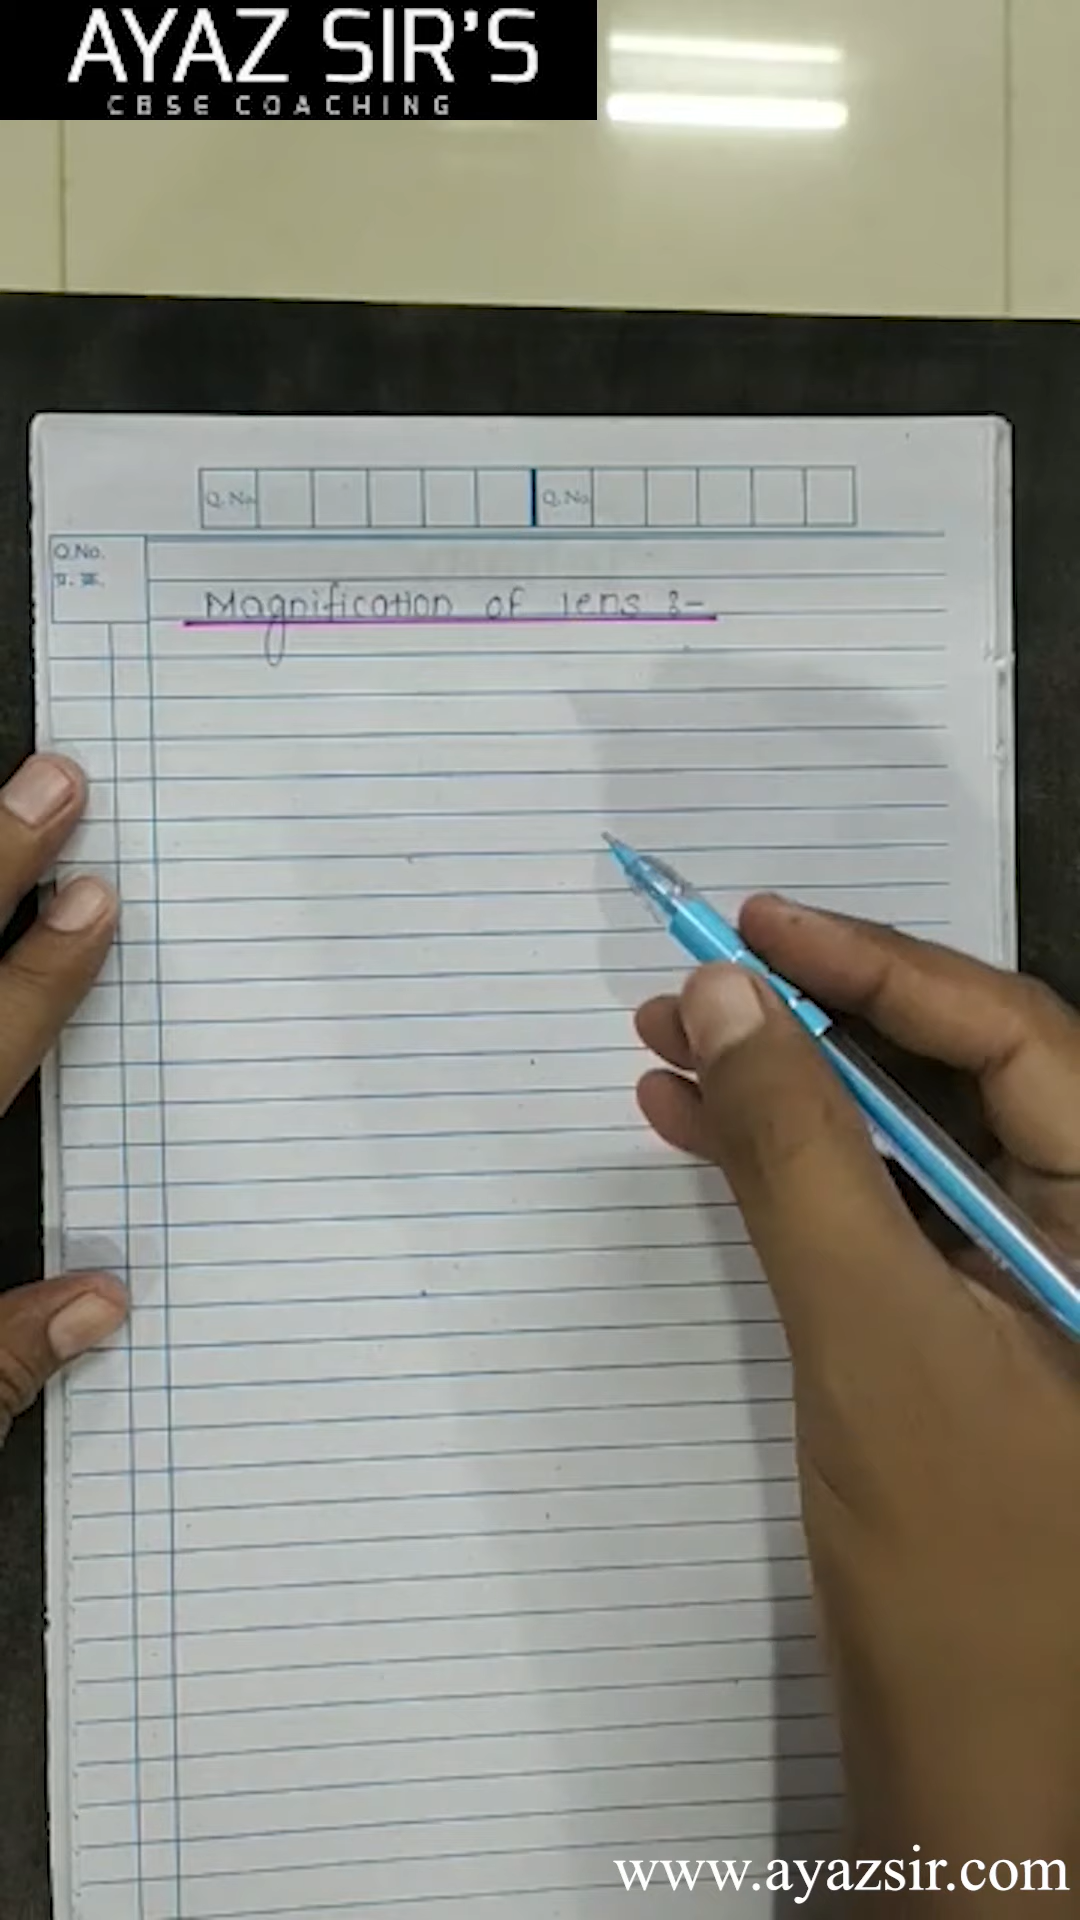 AYAZ SIR'S
CBSE COACHING
Q.No. Q.No.
Q.No.
प्र. क्र.
Magnification of lens :-
www.ayazsir.com